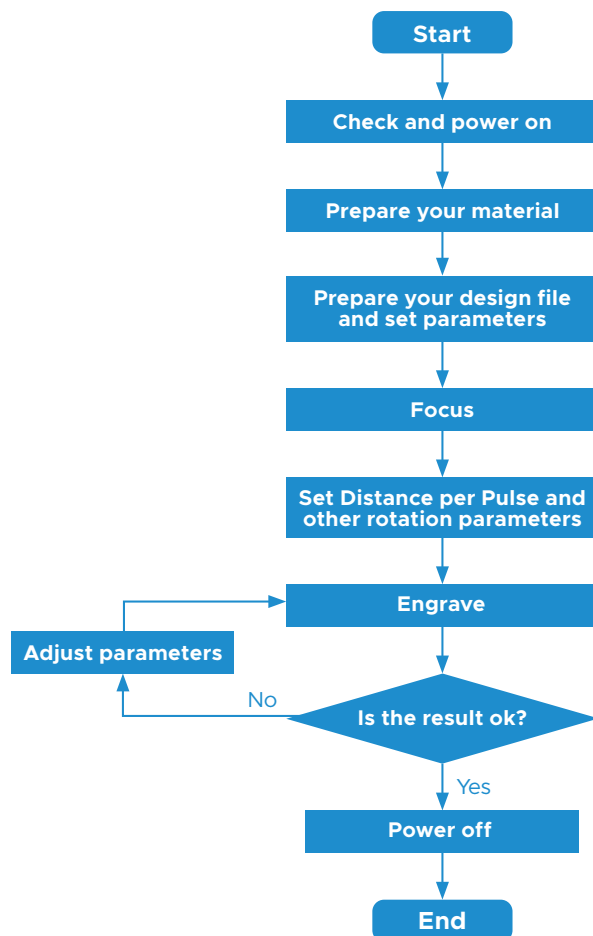 Start
Check and power on
Prepare your material
Prepare your design file
and set parameters
Focus
Set Distance per Pulse and
other rotation parameters
Engrave
Adjust parameters
No
Is the result ok?
Yes
Power off
End